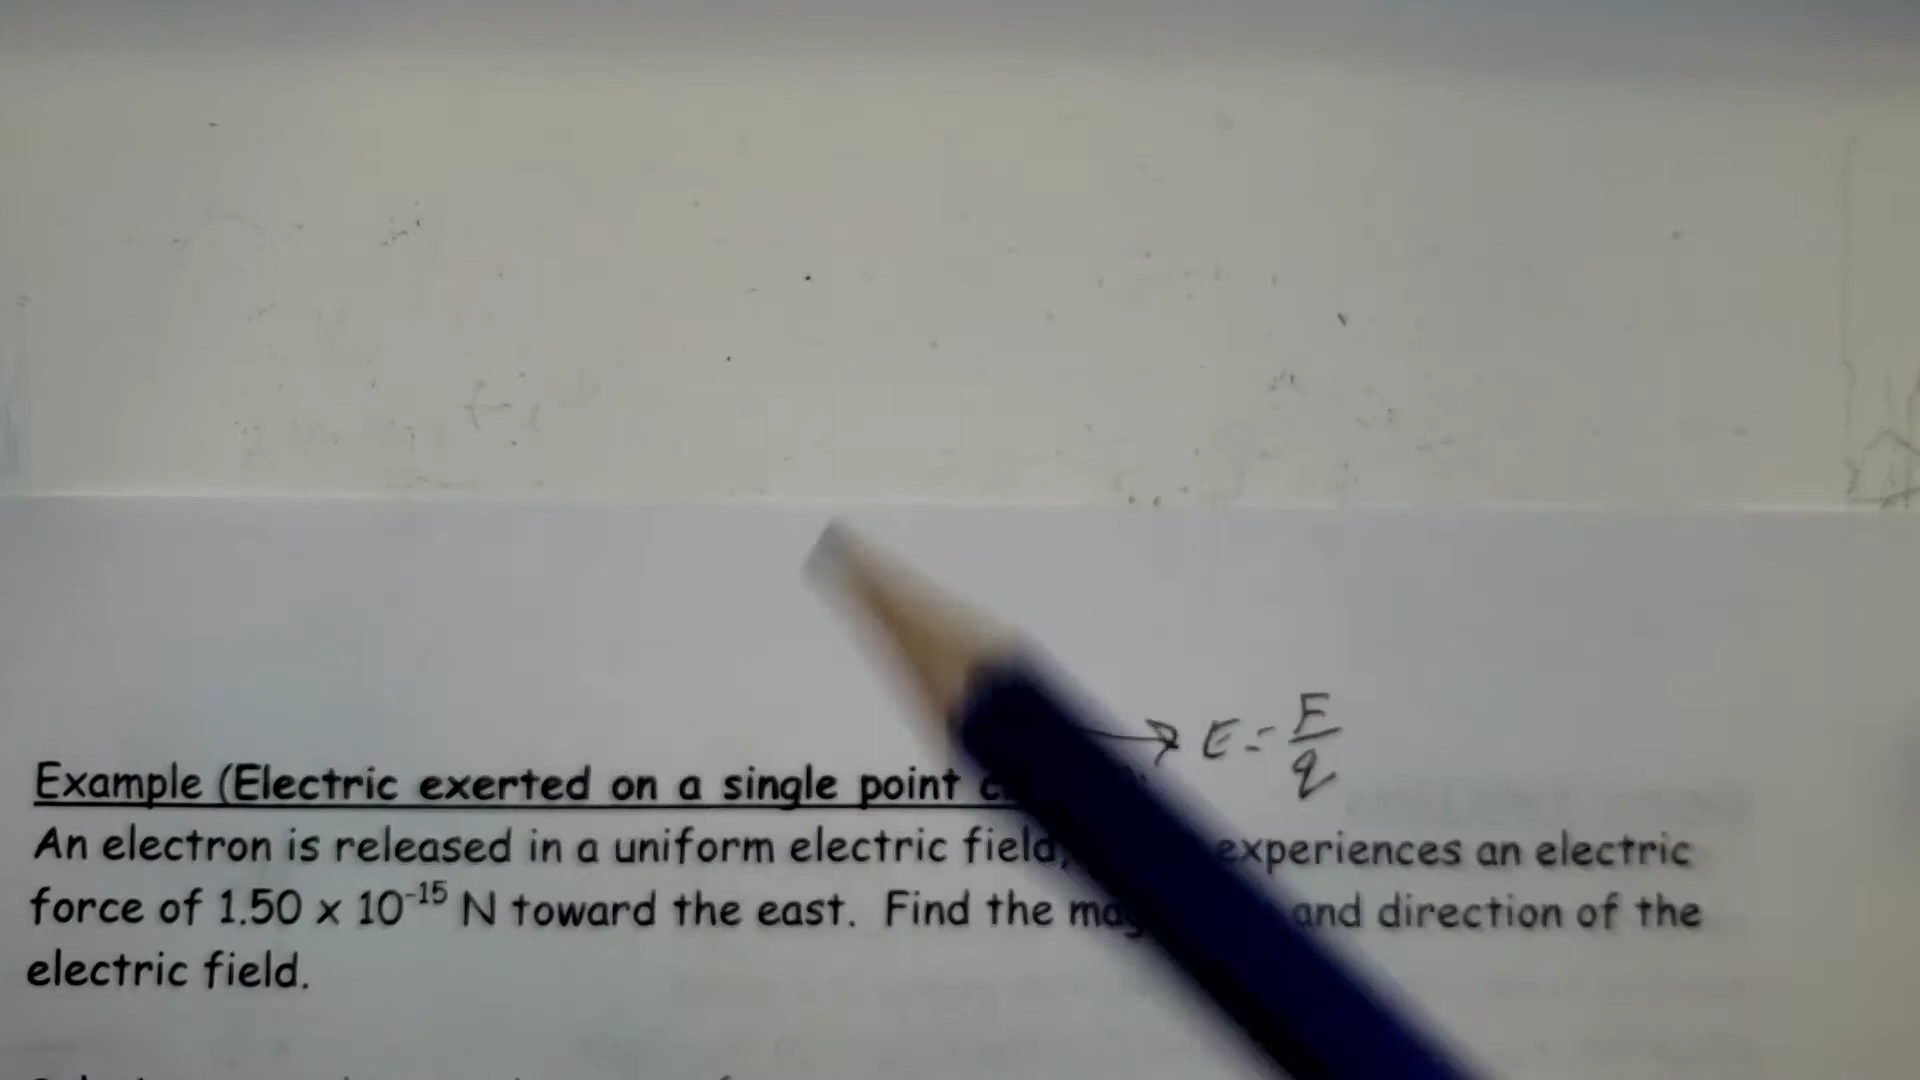 E = F/q
Example (Electric exerted on a single point
An electron is released in a uniform electric field, experiences an electric
force of 1.50 x 10⁻¹⁵ N toward the east. Find the and direction of the
electric field.